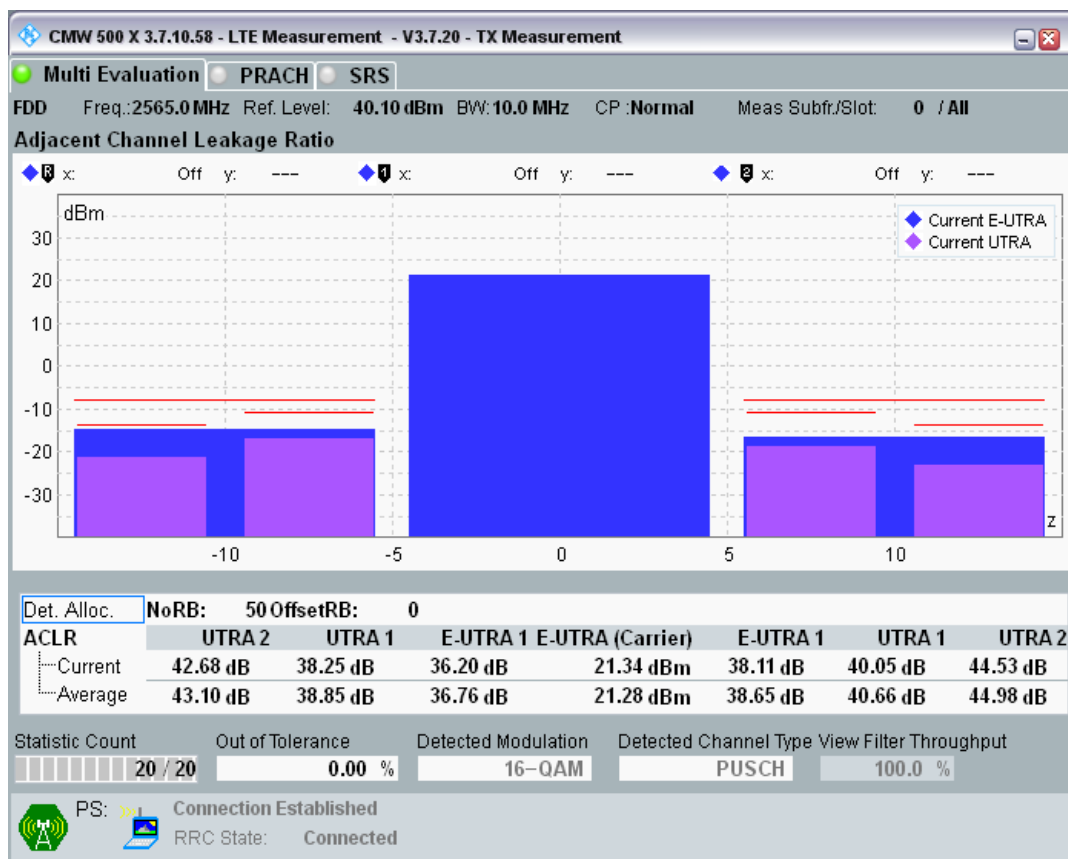 CMW 500 X 3.7.10.58 - LTE Measurement - V3.7.20 - TX Measurement
Multi Evaluation PRACH SRS
FDD Freq.:2565.0 MHz Ref. Level: 40.10 dBm BW: 10.0 MHz CP :Normal Meas Subfr./Slot: 0 / All
Adjacent Channel Leakage Ratio
R x: Off y: --- 1 x: Off y: --- 2 x: Off y: ---
dBm
Current E-UTRA
Current UTRA
30
20
10
0
-10
-20
-30
z
-10 -5 0 5 10
Det. Alloc. NoRB: 50 OffsetRB: 0
ACLR UTRA 2 UTRA 1 E-UTRA 1 E-UTRA (Carrier) E-UTRA 1 UTRA 1 UTRA 2
Current 42.68 dB 38.25 dB 36.20 dB 21.34 dBm 38.11 dB 40.05 dB 44.53 dB
Average 43.10 dB 38.85 dB 36.76 dB 21.28 dBm 38.65 dB 40.66 dB 44.98 dB
Statistic Count Out of Tolerance Detected Modulation Detected Channel Type View Filter Throughput
20 / 20 0.00 % 16-QAM PUSCH 100.0 %
PS: Connection Established
RRC State: Connected